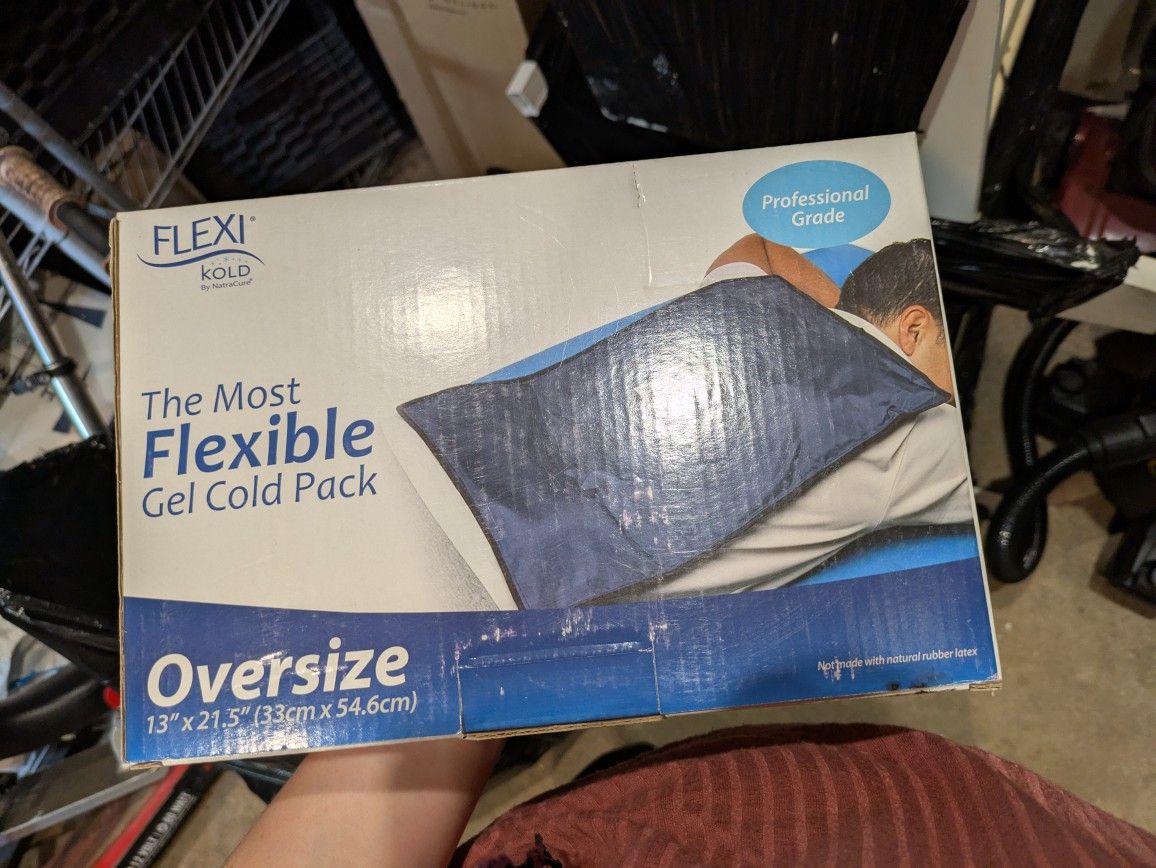 FLEXI®
KOLD
By NatraCure®
Professional
Grade
The Most
Flexible
Gel Cold Pack
Oversize
13" x 21.5" (33cm x 54.6cm)
Not made with natural rubber latex